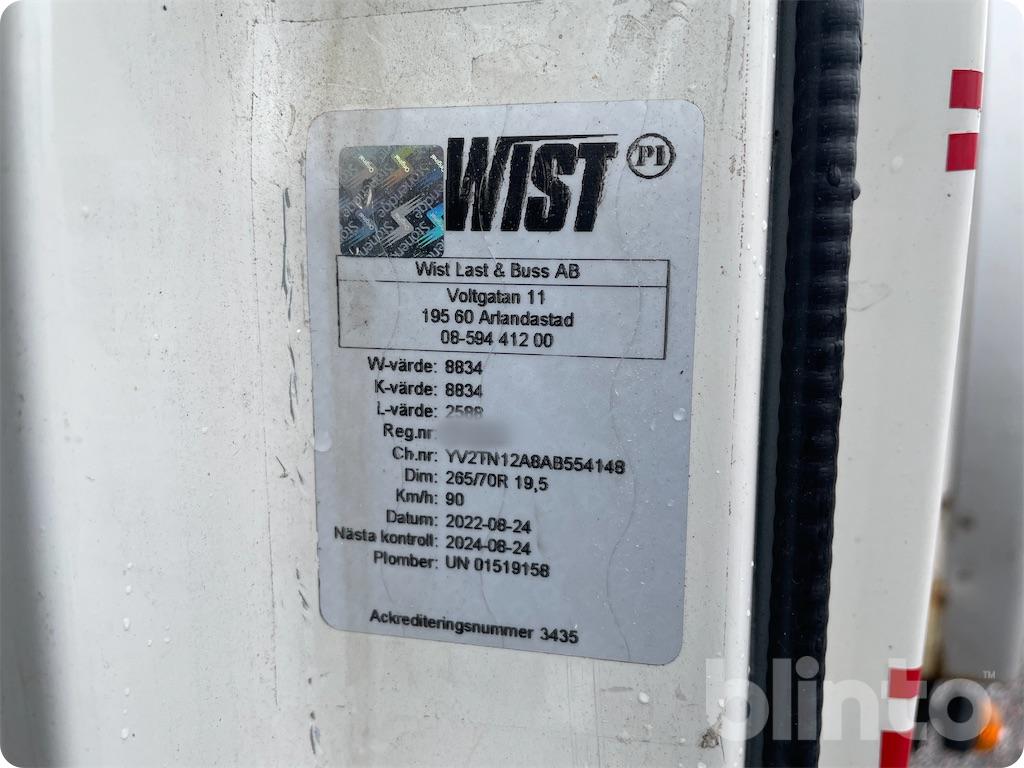 WIST PI
Stoneridge
Wist Last & Buss AB
Voltgatan 11
195 60 Arlandastad
08-594 412 00
W-värde: 8834
K-värde: 8834
L-värde: 2588
Reg.nr
Ch.nr: YV2TN12A8AB554148
Dim: 265/70R 19,5
Km/h: 90
Datum: 2022-08-24
Nästa kontroll: 2024-08-24
Plomber: UN 01519158
Ackrediteringsnummer 3435
blinto™